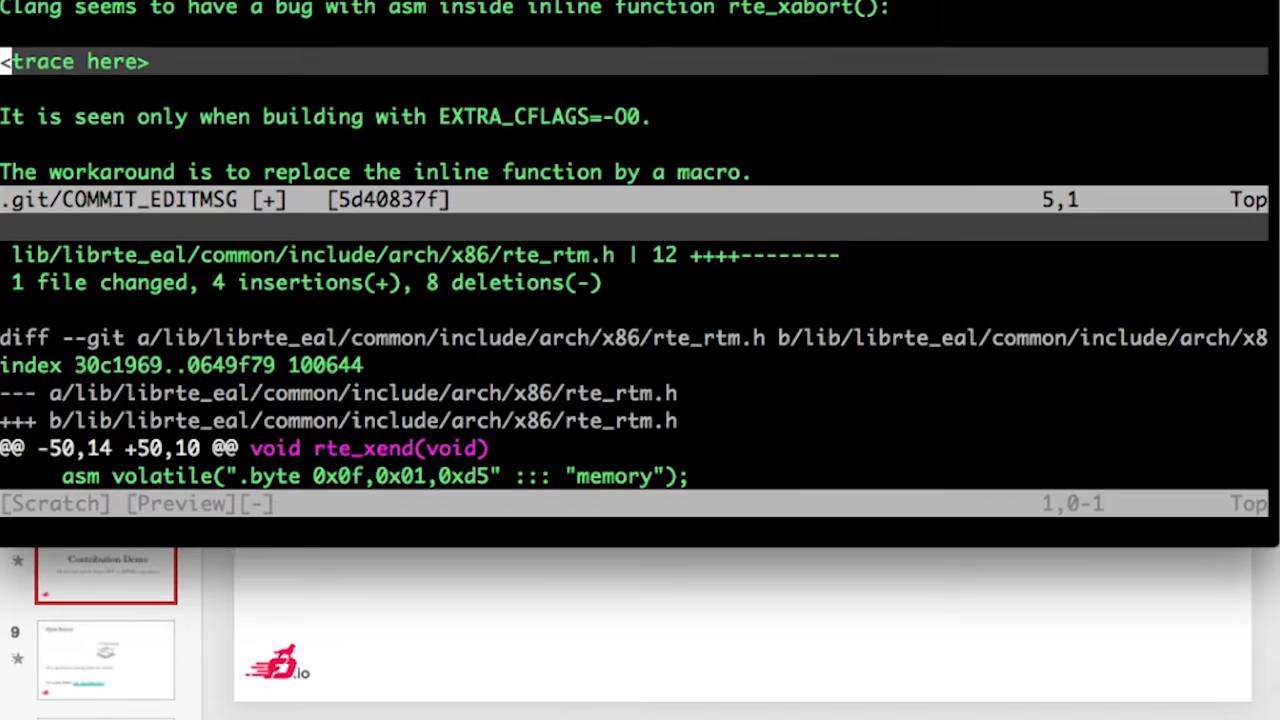 Clang seems to have a bug with asm inside inline function rte_xabort():
<trace here>
It is seen only when building with EXTRA_CFLAGS=-O0.
The workaround is to replace the inline function by a macro.
.git/COMMIT_EDITMSG [+] [5d40837f] 5,1 Top
lib/librte_eal/common/include/arch/x86/rte_rtm.h | 12 ++++--------
1 file changed, 4 insertions(+), 8 deletions(-)
diff --git a/lib/librte_eal/common/include/arch/x86/rte_rtm.h b/lib/librte_eal/common/include/arch/x8
index 30c1969..0649f79 100644
--- a/lib/librte_eal/common/include/arch/x86/rte_rtm.h
+++ b/lib/librte_eal/common/include/arch/x86/rte_rtm.h
@@ -50,14 +50,10 @@ void rte_xend(void)
asm volatile(".byte 0x0f,0x01,0xd5" ::: "memory");
[Scratch] [Preview][-] 1,0-1 Top
Contribution Demo
9
.io